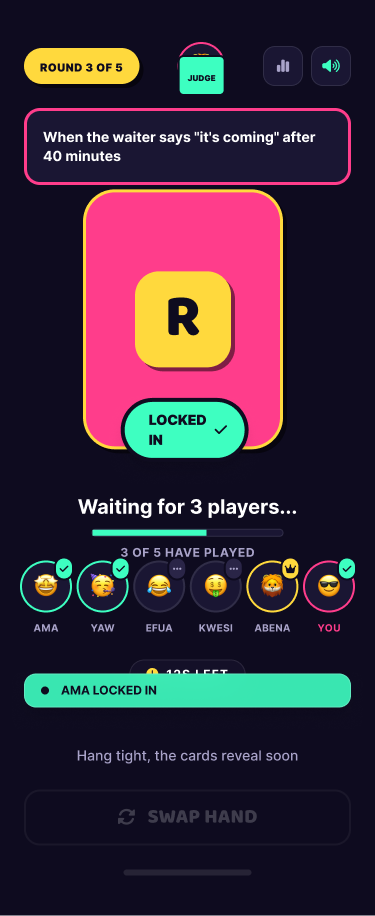 ROUND 3 OF 5
JUDGE
When the waiter says "it's coming" after
40 minutes
R
LOCKED
IN
Waiting for 3 players...
3 OF 5 HAVE PLAYED
AMA
YAW
EFUA
KWESI
ABENA
YOU
12S LEFT
AMA LOCKED IN
Hang tight, the cards reveal soon
SWAP HAND